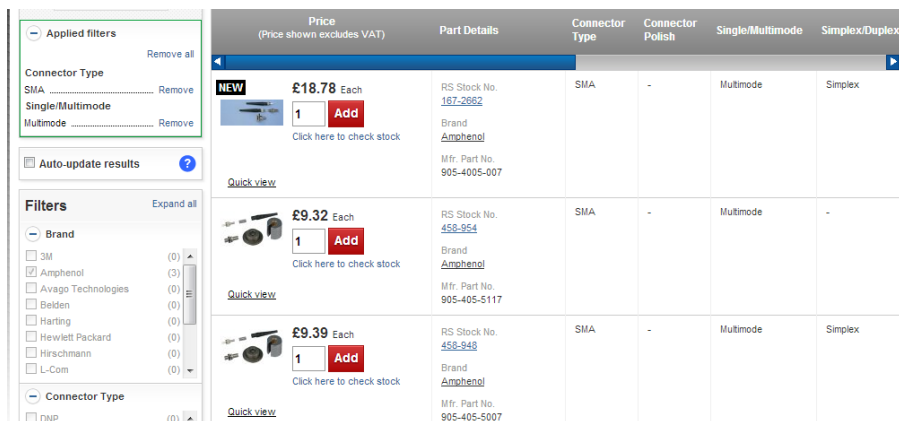 Applied filters
Remove all
Connector Type
SMA ........................................ Remove
Single/Multimode
Multimode ................................ Remove
Auto-update results ?
Filters Expand all
Brand
3M (0)
Amphenol (3)
Avago Technologies (0)
Belden (0)
Harting (0)
Hewlett Packard (0)
Hirschmann (0)
L-Com (0)
Connector Type
DNP (0)
Price
(Price shown excludes VAT)
Part Details
Connector Type
Connector Polish
Single/Multimode
Simplex/Duplex
NEW
£18.78 Each
1 Add
Click here to check stock
Quick view
RS Stock No.
167-2662
Brand
Amphenol
Mfr. Part No.
905-4005-007
SMA - Multimode Simplex
£9.32 Each
1 Add
Click here to check stock
Quick view
RS Stock No.
458-954
Brand
Amphenol
Mfr. Part No.
905-405-5117
SMA - Multimode -
£9.39 Each
1 Add
Click here to check stock
Quick view
RS Stock No.
458-948
Brand
Amphenol
Mfr. Part No.
905-405-5007
SMA - Multimode Simplex